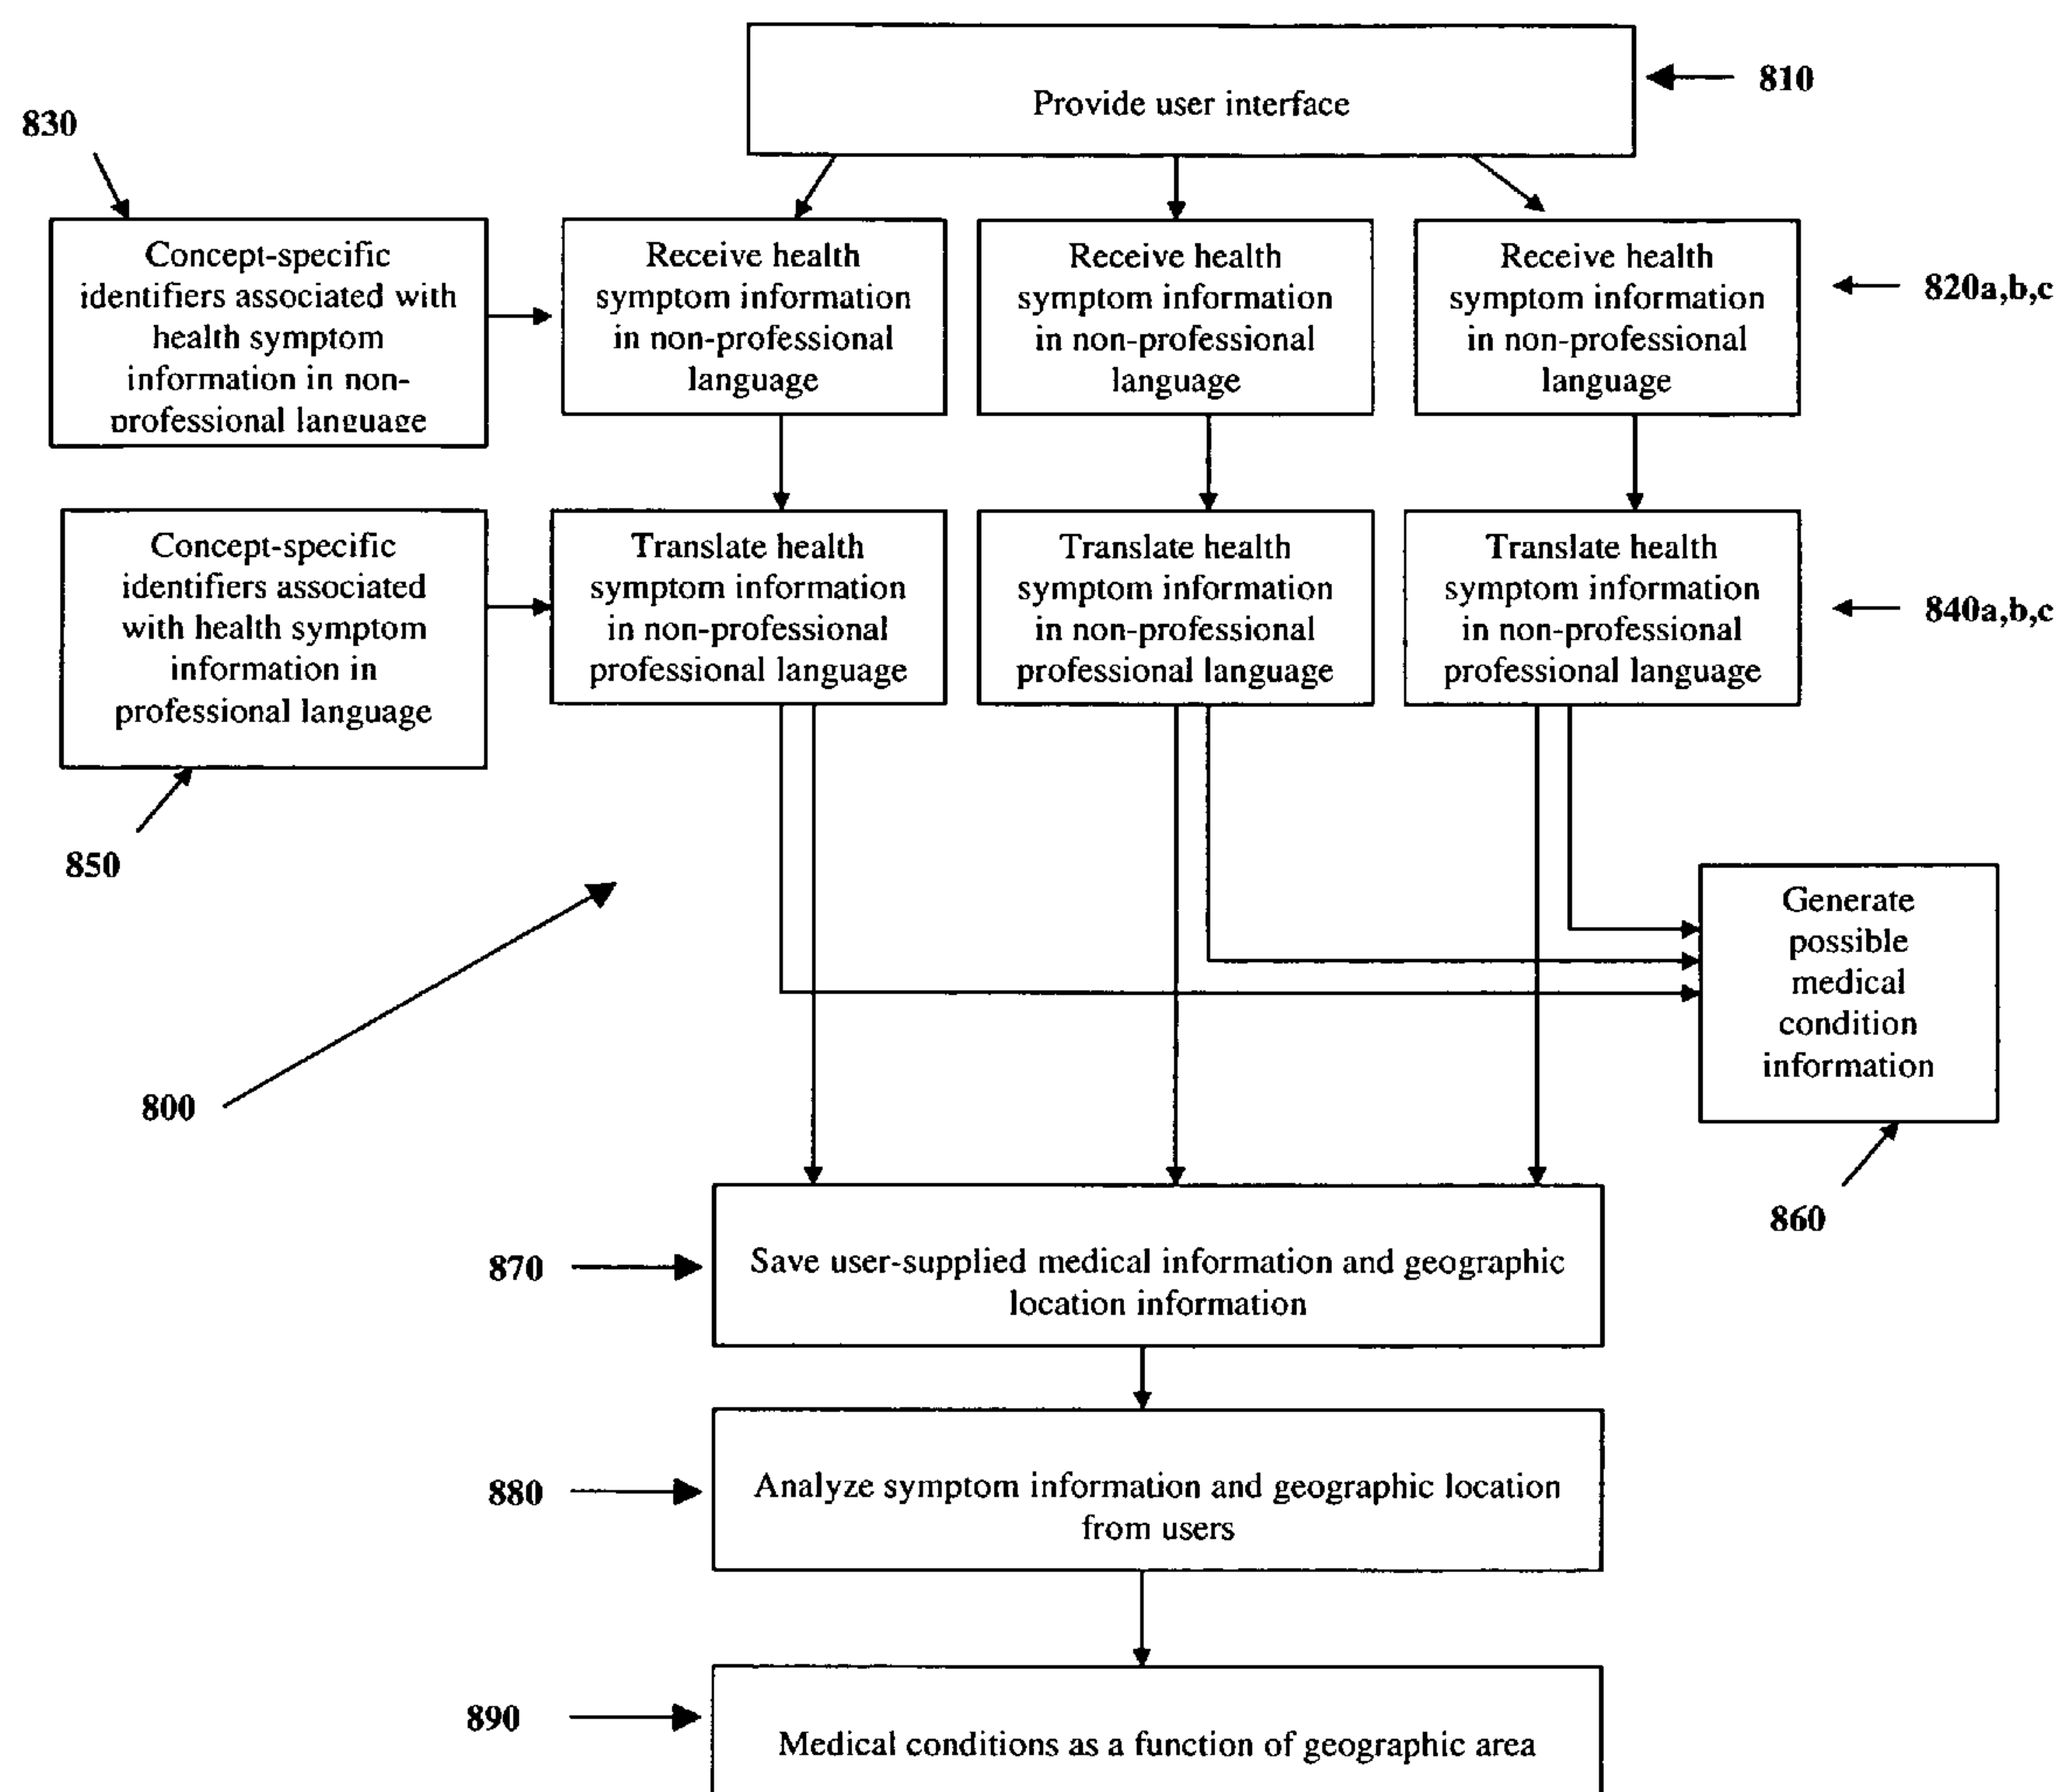 Provide user interface
810
830
Concept-specific
identifiers associated with
health symptom
information in non-
professional language
Receive health
symptom information
in non-professional
language
Receive health
symptom information
in non-professional
language
Receive health
symptom information
in non-professional
language
820a,b,c
Concept-specific
identifiers associated
with health symptom
information in
professional language
Translate health
symptom information
in non-professional
professional language
Translate health
symptom information
in non-professional
professional language
Translate health
symptom information
in non-professional
professional language
840a,b,c
850
Generate
possible
medical
condition
information
800
860
870
Save user-supplied medical information and geographic
location information
880
Analyze symptom information and geographic location
from users
890
Medical conditions as a function of geographic area